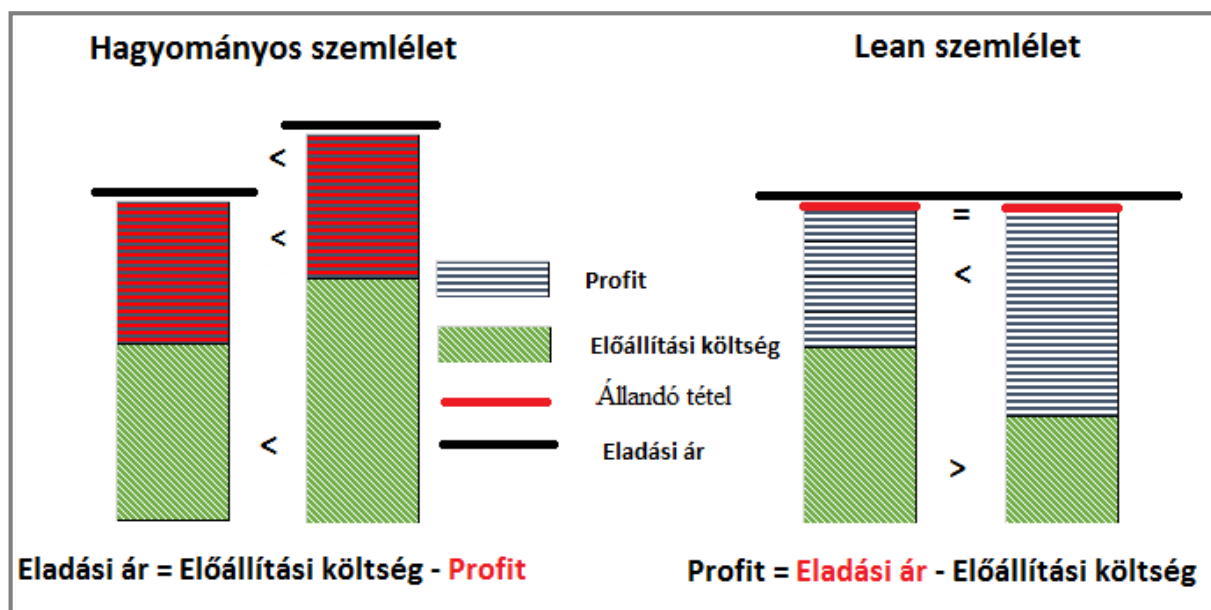 Hagyományos szemlélet
Lean szemlélet
<
<
<
Profit
Előállítási költség
Állandó tétel
Eladási ár
=
<
>
Eladási ár = Előállítási költség - Profit
Profit = Eladási ár - Előállítási költség